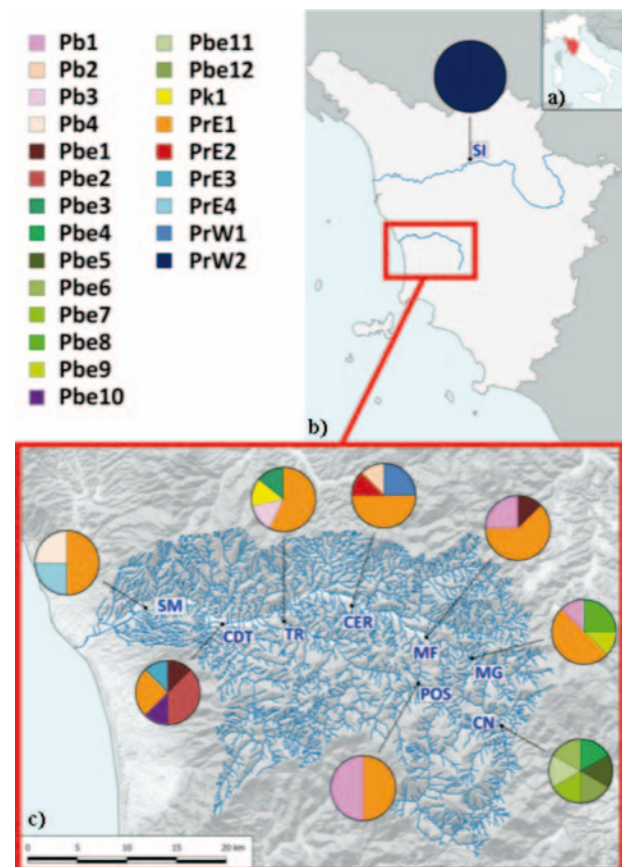 Pb1
Pb2
Pb3
Pb4
Pbe1
Pbe2
Pbe3
Pbe4
Pbe5
Pbe6
Pbe7
Pbe8
Pbe9
Pbe10
Pbe11
Pbe12
Pk1
PrE1
PrE2
PrE3
PrE4
PrW1
PrW2
a)
SI
b)
SM
CDT
TR
CER
MF
MG
POS
CN
c)
0 5 10 15 20 km